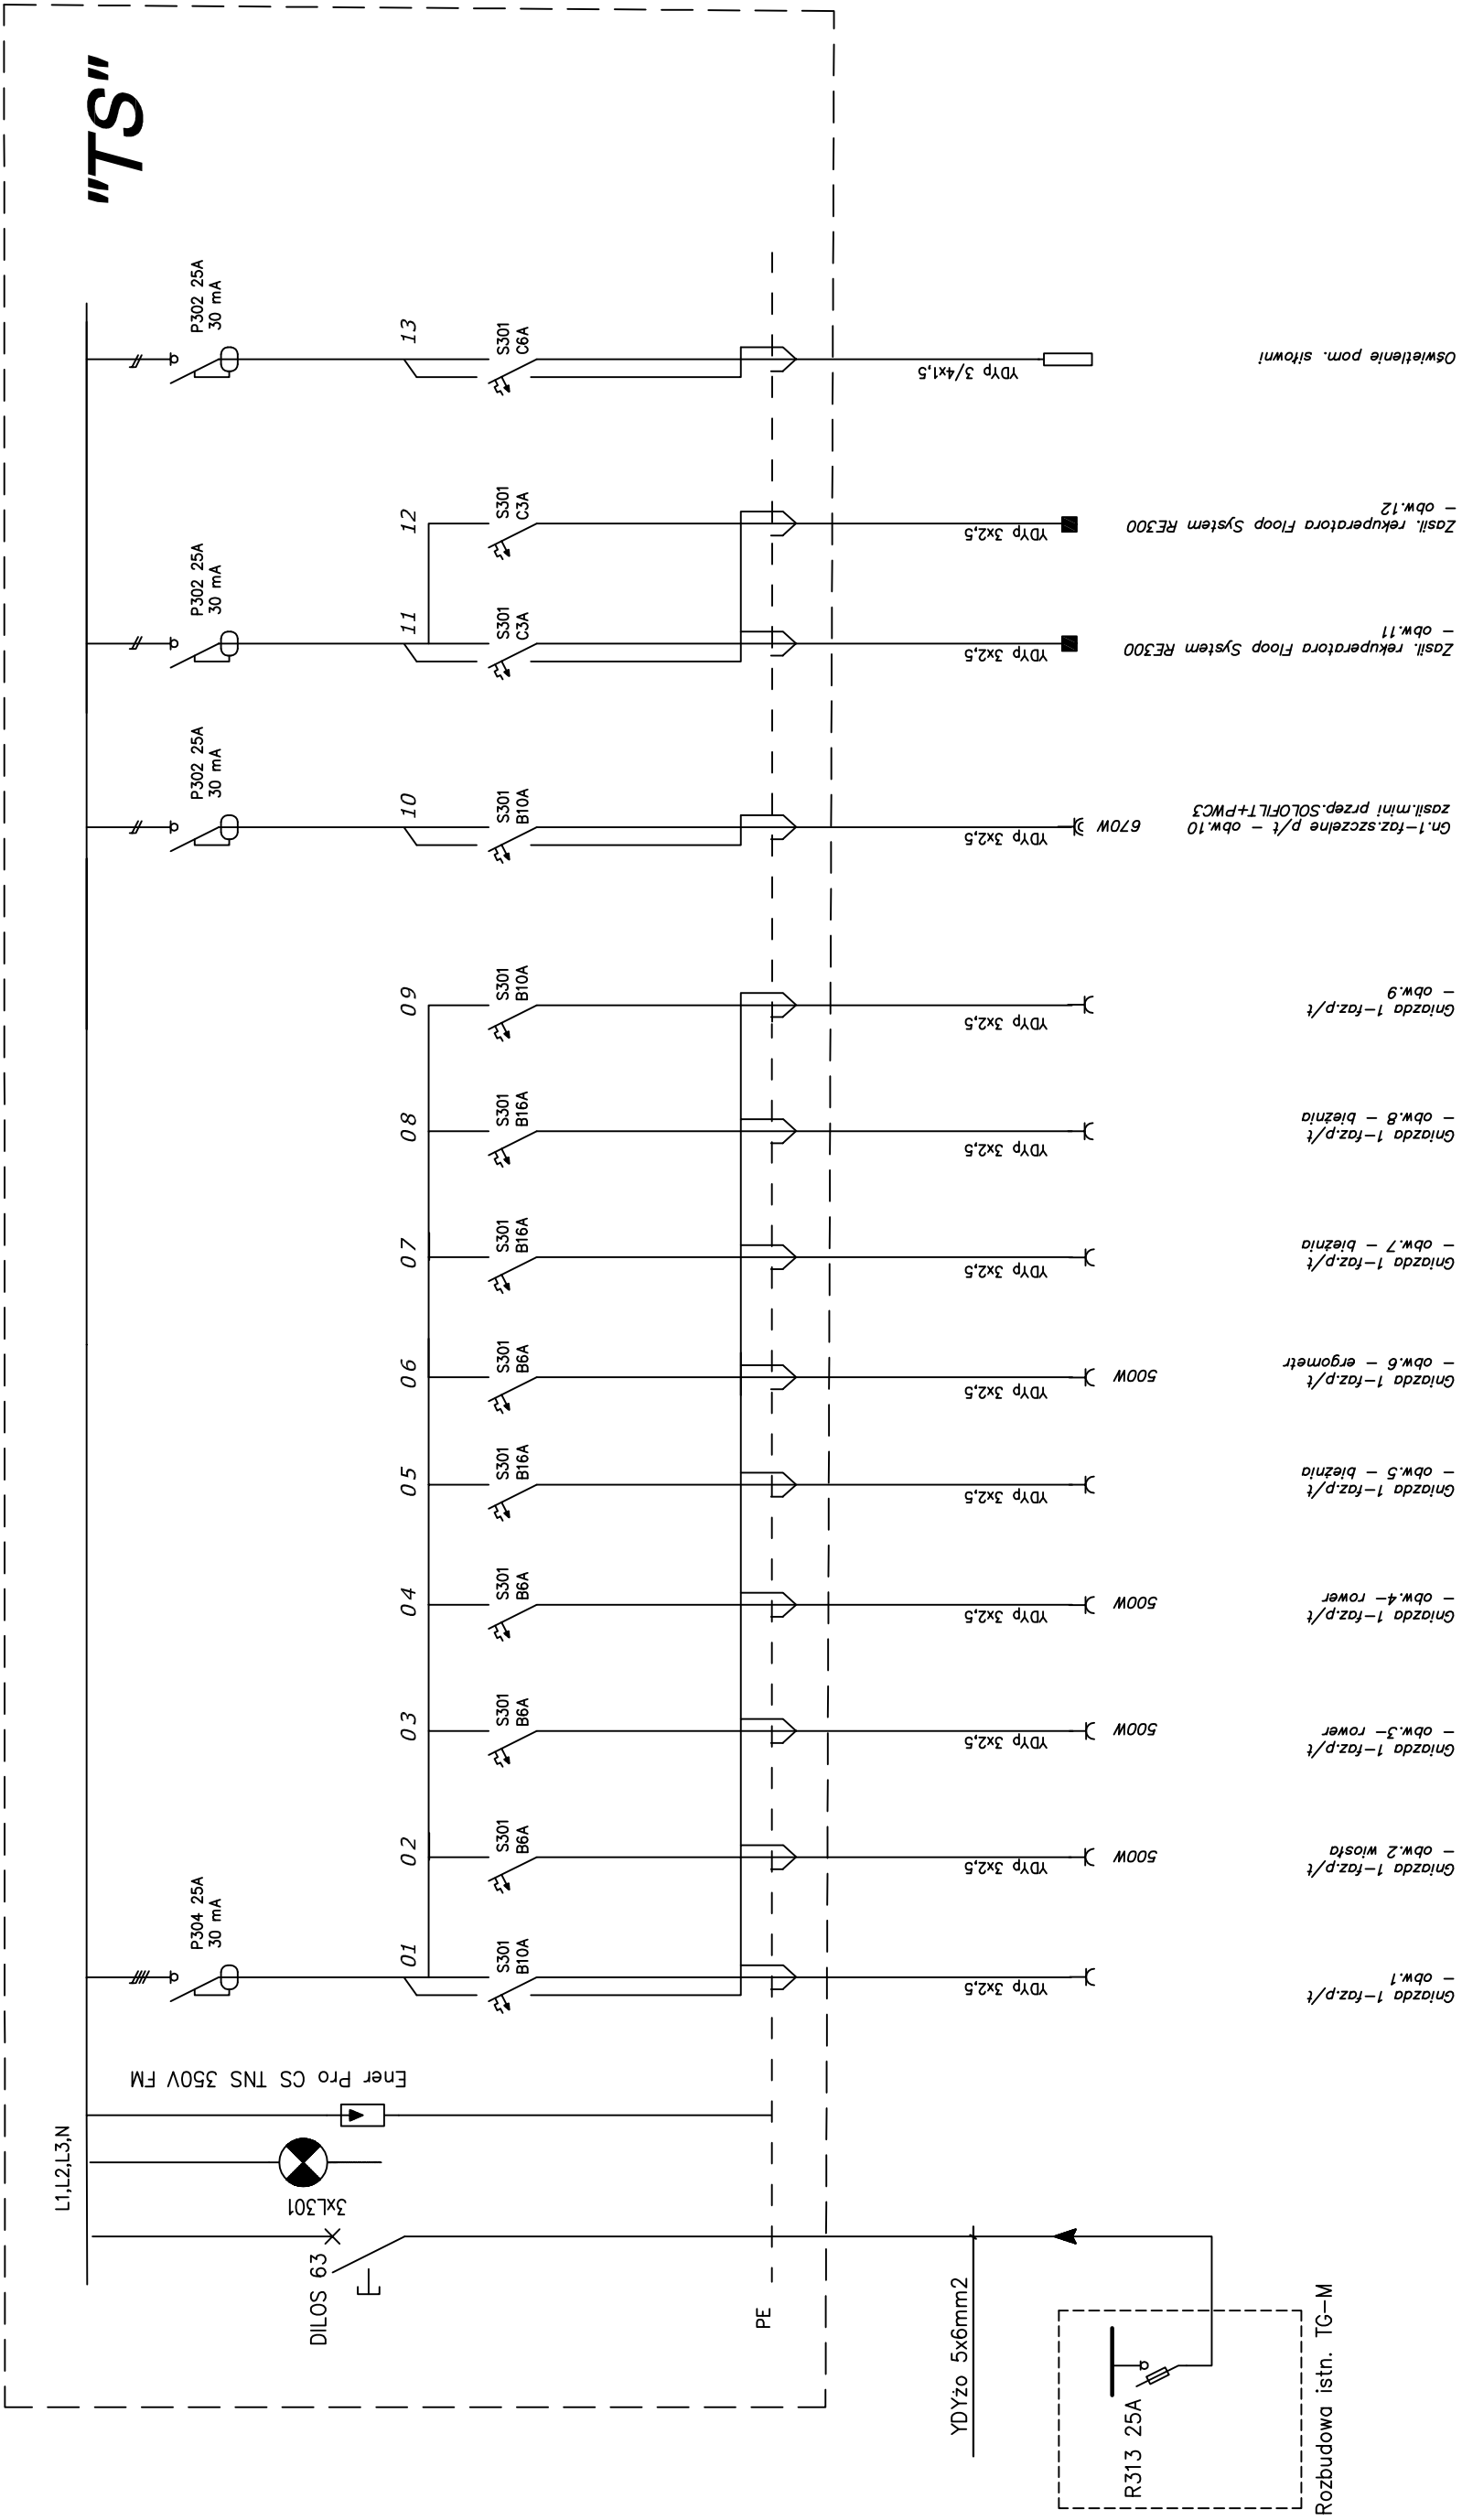 "TS"
L1,L2,L3,N
DILOS 63
3xL301
Ener Pro CS TNS 350V FM
PE
YDYżo 5x6mm2
R313 25A
Rozbudowa istn. TG-M
P304 25A
30 mA
01
S301
B10A
YDYp 3x2,5
Gniazda 1-faz.p/t
- obw.1
02
S301
B6A
YDYp 3x2,5
500W
Gniazda 1-faz.p/t
- obw.2 wiosła
03
S301
B6A
YDYp 3x2,5
500W
Gniazda 1-faz.p/t
- obw.3- rower
04
S301
B6A
YDYp 3x2,5
500W
Gniazda 1-faz.p/t
- obw.4- rower
05
S301
B16A
YDYp 3x2,5
Gniazda 1-faz.p/t
- obw.5 - bieżnia
06
S301
B6A
YDYp 3x2,5
500W
Gniazda 1-faz.p/t
- obw.6 - ergometr
07
S301
B16A
YDYp 3x2,5
Gniazda 1-faz.p/t
- obw.7 - bieżnia
08
S301
B16A
YDYp 3x2,5
Gniazda 1-faz.p/t
- obw.8 - bieżnia
09
S301
B10A
YDYp 3x2,5
Gniazda 1-faz.p/t
- obw.9
P302 25A
30 mA
10
S301
B10A
YDYp 3x2,5
670W
Gn.1-faz.szczelne p/t - obw.10
zasil.mini przep.SOLOFILT+PWC3
P302 25A
30 mA
11
S301
C3A
YDYp 3x2,5
Zasil. rekuperatora Floop System RE300
- obw.11
12
S301
C3A
YDYp 3x2,5
Zasil. rekuperatora Floop System RE300
- obw.12
P302 25A
30 mA
13
S301
C6A
YDYp 3/4x1,5
Oświetlenie pom. siłowni